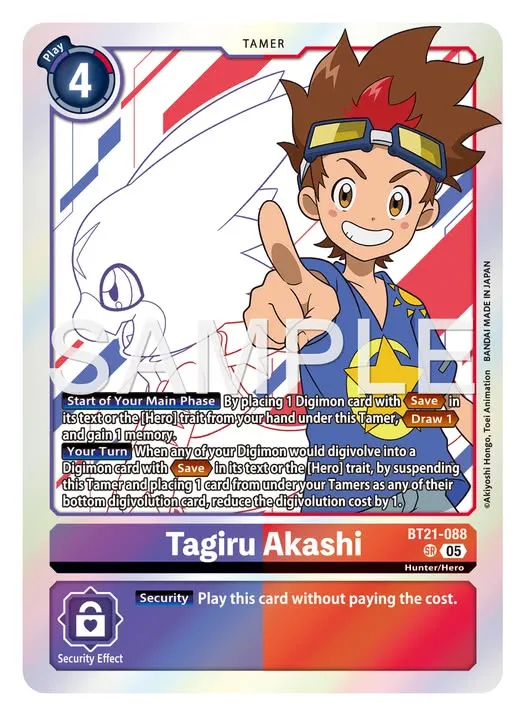 TAMER
Play
4
SAMPLE
Start of Your Main Phase By placing 1 Digimon card with Save in
its text or the [Hero] trait from your hand under this Tamer, Draw 1
and gain 1 memory.
Your Turn When any of your Digimon would digivolve into a
Digimon card with Save in its text or the [Hero] trait, by suspending
this Tamer and placing 1 card from under your Tamers as any of their
bottom digivolution card, reduce the digivolution cost by 1.
©Akiyoshi Hongo, Toei Animation BANDAI MADE IN JAPAN
Tagiru Akashi
BT21-088
SR 05
Hunter/Hero
Security Play this card without paying the cost.
Security Effect